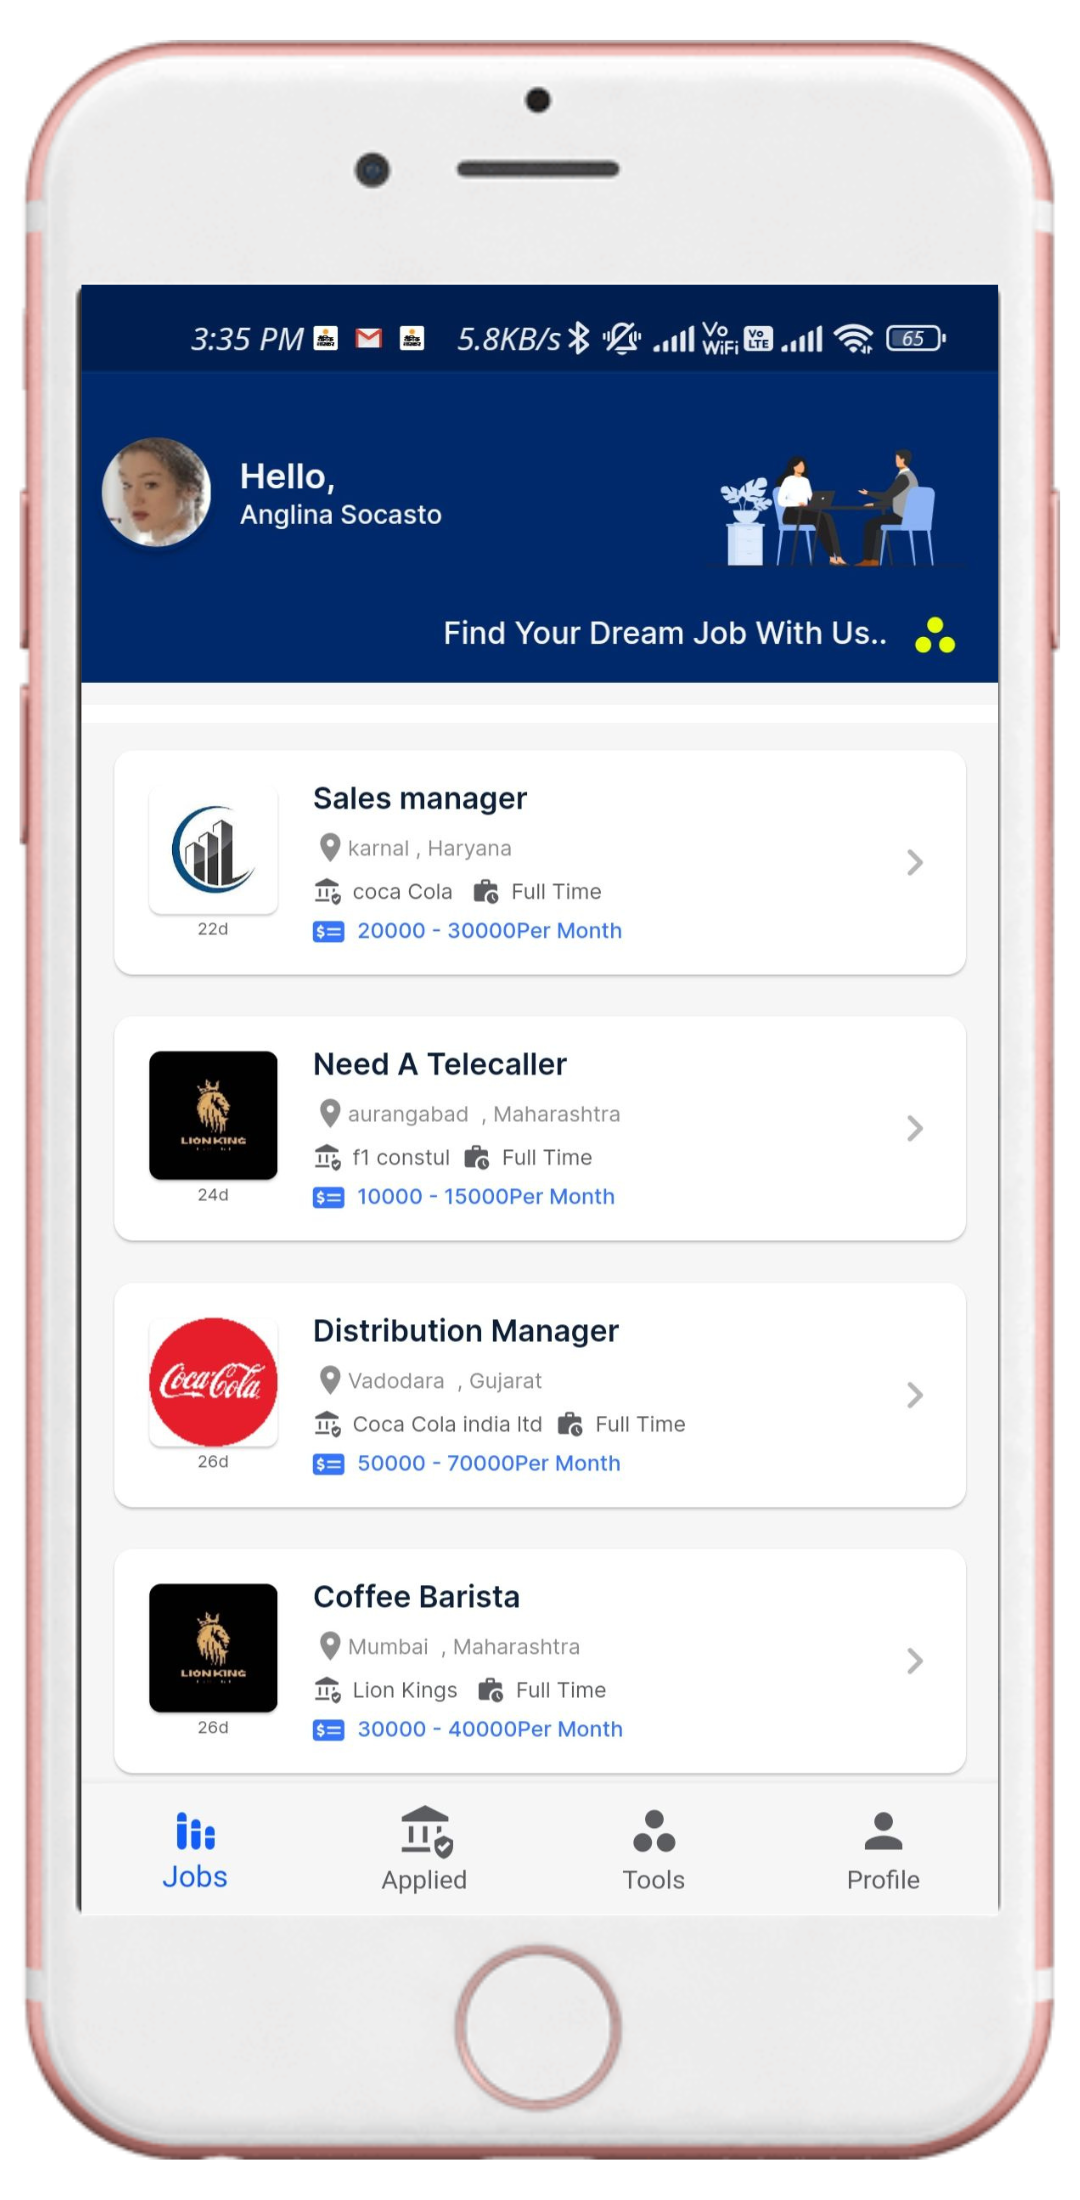 3:35 PM 5.8KB/s Vo WiFi Vo LTE 65
Hello,
Anglina Socasto
Find Your Dream Job With Us..
Sales manager
karnal , Haryana
coca Cola Full Time
22d
20000 - 30000Per Month
Need A Telecaller
aurangabad , Maharashtra
LION KING
f1 constul Full Time
24d
10000 - 15000Per Month
Distribution Manager
Vadodara , Gujarat
Coca-Cola
Coca Cola india ltd Full Time
26d
50000 - 70000Per Month
Coffee Barista
Mumbai , Maharashtra
LION KING
Lion Kings Full Time
26d
30000 - 40000Per Month
Jobs Applied Tools Profile